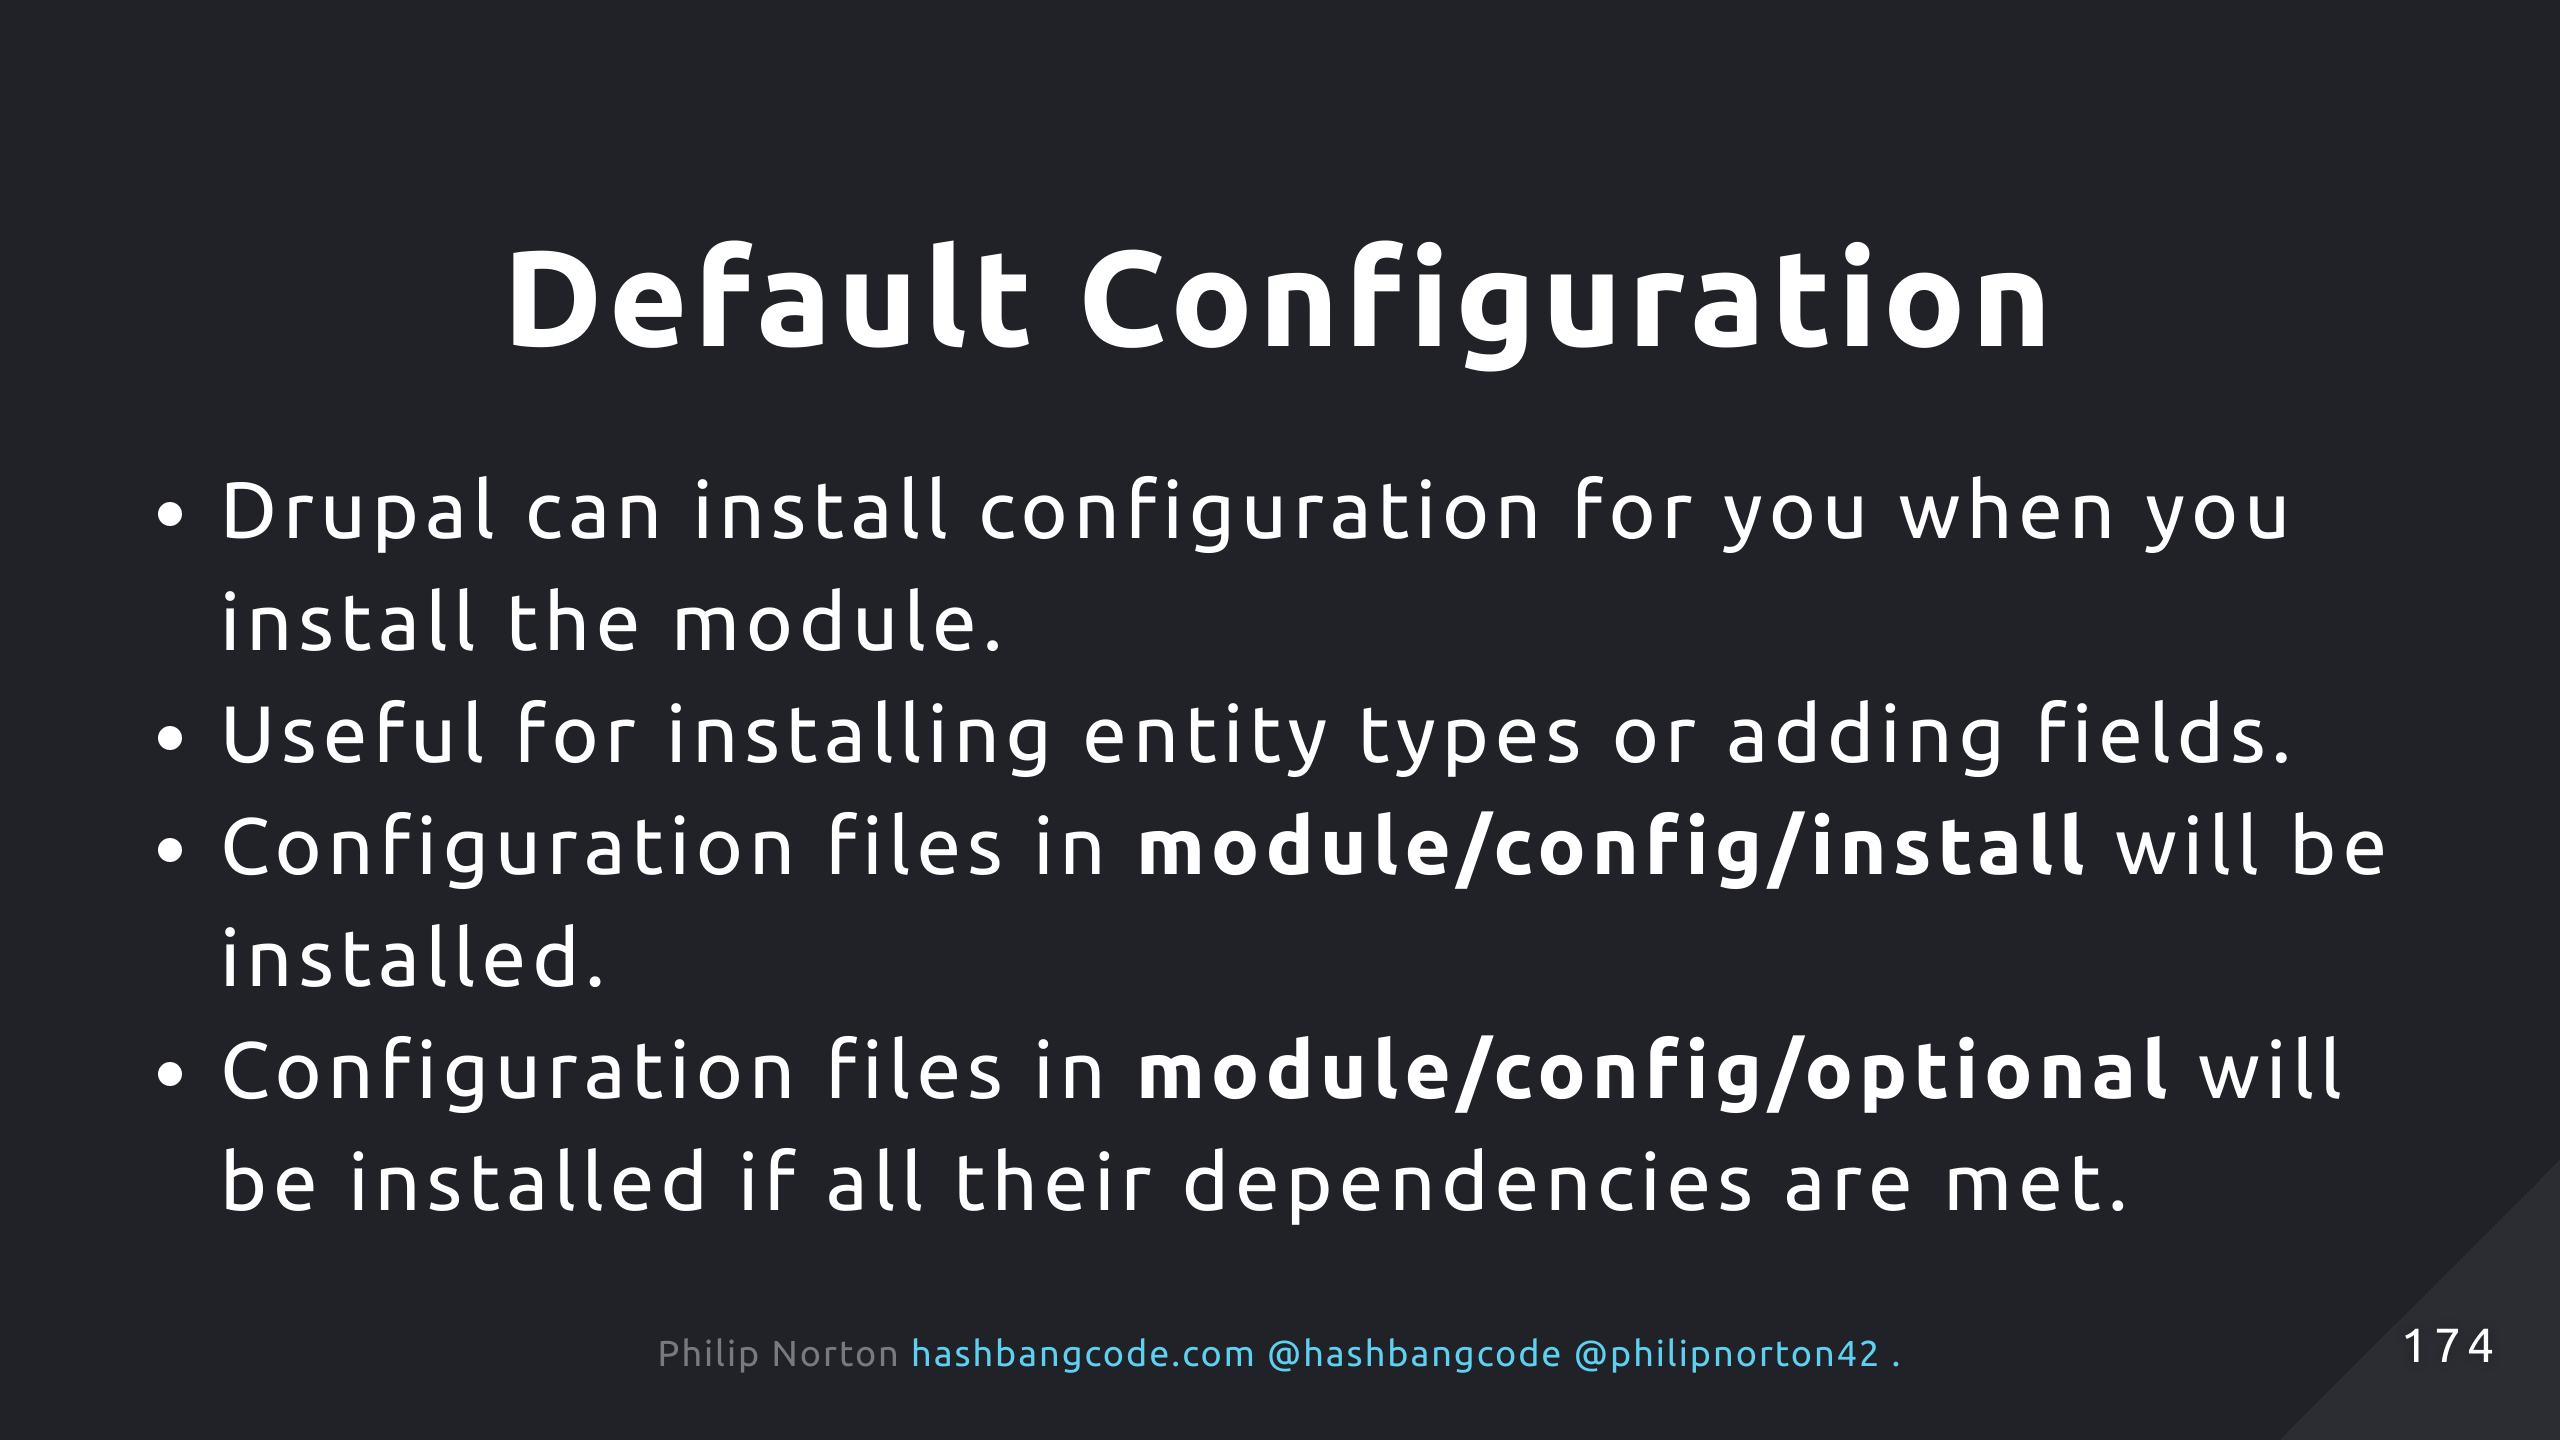 Default Configuration
• Drupal can install configuration for you when you
install the module.
• Useful for installing entity types or adding fields.
• Configuration files in module/config/install will be
installed.
• Configuration files in module/config/optional will
be installed if all their dependencies are met.
Philip Norton hashbangcode.com @hashbangcode @philipnorton42 .
174